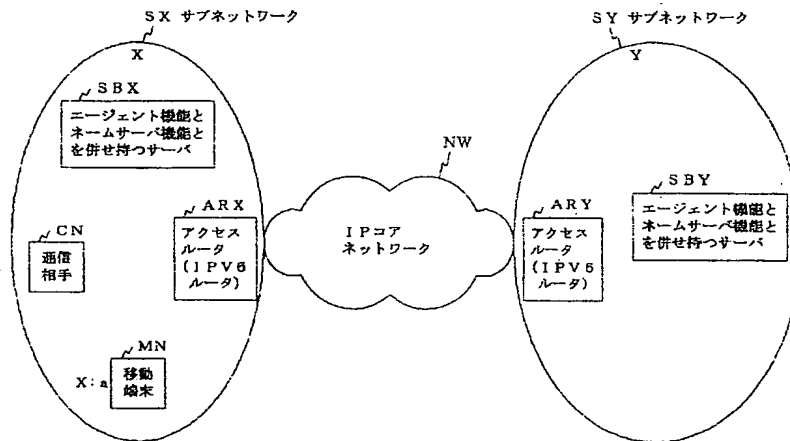 SX サブネットワーク
X
SBX
エージェント機能と
ネームサーバ機能と
を併せ持つサーバ
ARX
アクセス
ルータ
(IPV6
ルータ)
CN
通信
相手
MN
X:a
移動
端末
NW
IPコア
ネットワーク
SY サブネットワーク
Y
SBY
エージェント機能と
ネームサーバ機能と
を併せ持つサーバ
ARY
アクセス
ルータ
(IPV6
ルータ)